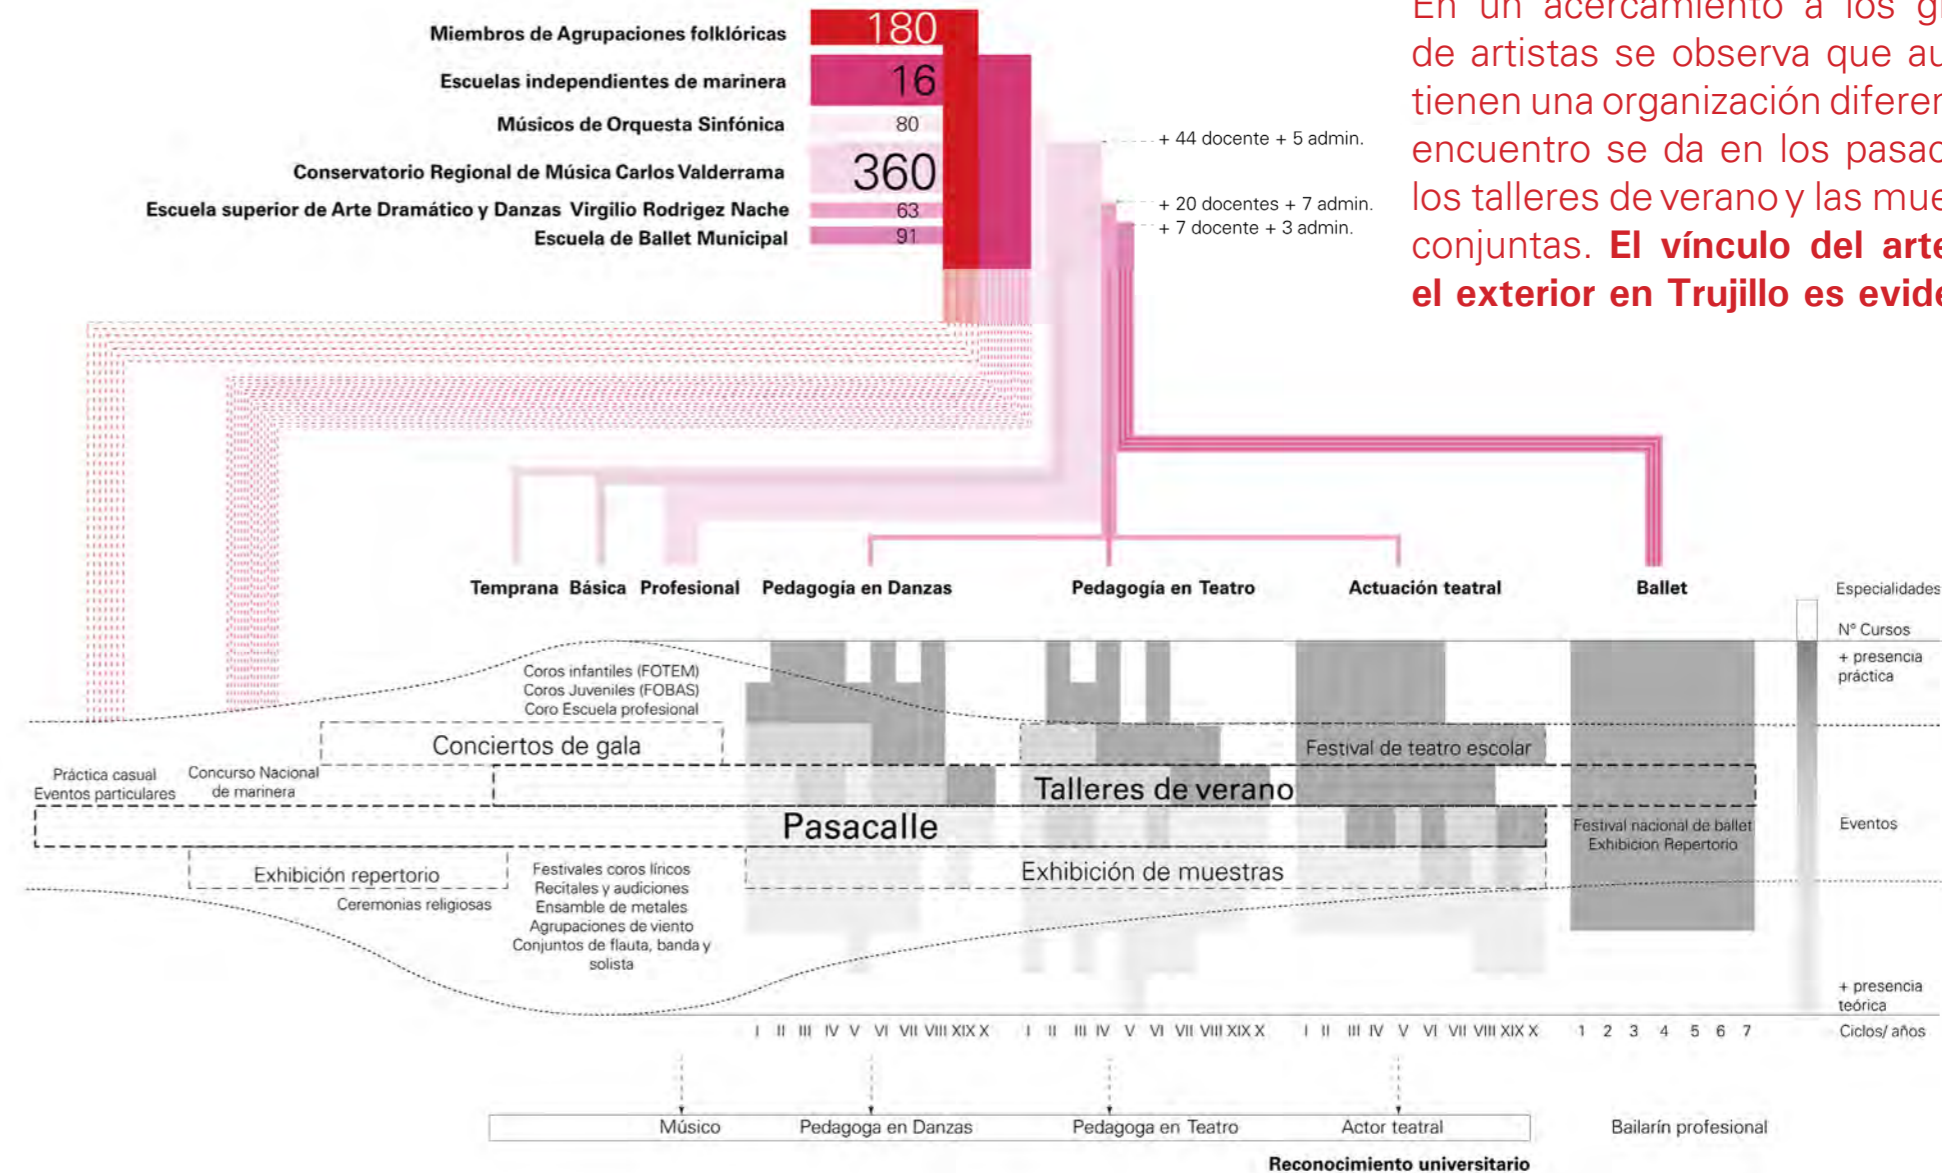 Miembros de Agrupaciones folklóricas 180
Escuelas independientes de marinera 16
Músicos de Orquesta Sinfónica 80
Conservatorio Regional de Música Carlos Valderrama 360
Escuela superior de Arte Dramático y Danzas Virgilio Rodrigez Nache 63
Escuela de Ballet Municipal 91
+ 44 docente + 5 admin.
+ 20 docentes + 7 admin.
+ 7 docente + 3 admin.
En un acercamiento a los
de artistas se observa que
tienen una organización
encuentro se da en los
los talleres de verano y las
conjuntas. El vínculo del arte
el exterior en Trujillo es
Temprana Básica Profesional Pedagogía en Danzas Pedagogía en Teatro Actuación teatral Ballet Especialidades
N° Cursos
+ presencia
práctica
Coros infantiles (FOTEM)
Coros Juveniles (FOBAS)
Coro Escuela profesional
Conciertos de gala
Festival de teatro escolar
Práctica casual
Eventos particulares
Concurso Nacional
de marinera
Talleres de verano
Pasacalle
Festival nacional de ballet
Exhibicion Repertorio
Eventos
Exhibición repertorio
Ceremonias religiosas
Festivales coros líricos
Recitales y audiciones
Ensamble de metales
Agrupaciones de viento
Conjuntos de flauta, banda y
solista
Exhibición de muestras
+ presencia
teórica
I II III IV V VI VII VIII XIX X I II III IV V VI VII VIII XIX X I II III IV V VI VII VIII XIX X 1 2 3 4 5 6 7 Ciclos/ años
Músico Pedagoga en Danzas Pedagoga en Teatro Actor teatral Bailarín profesional
Reconocimiento universitario